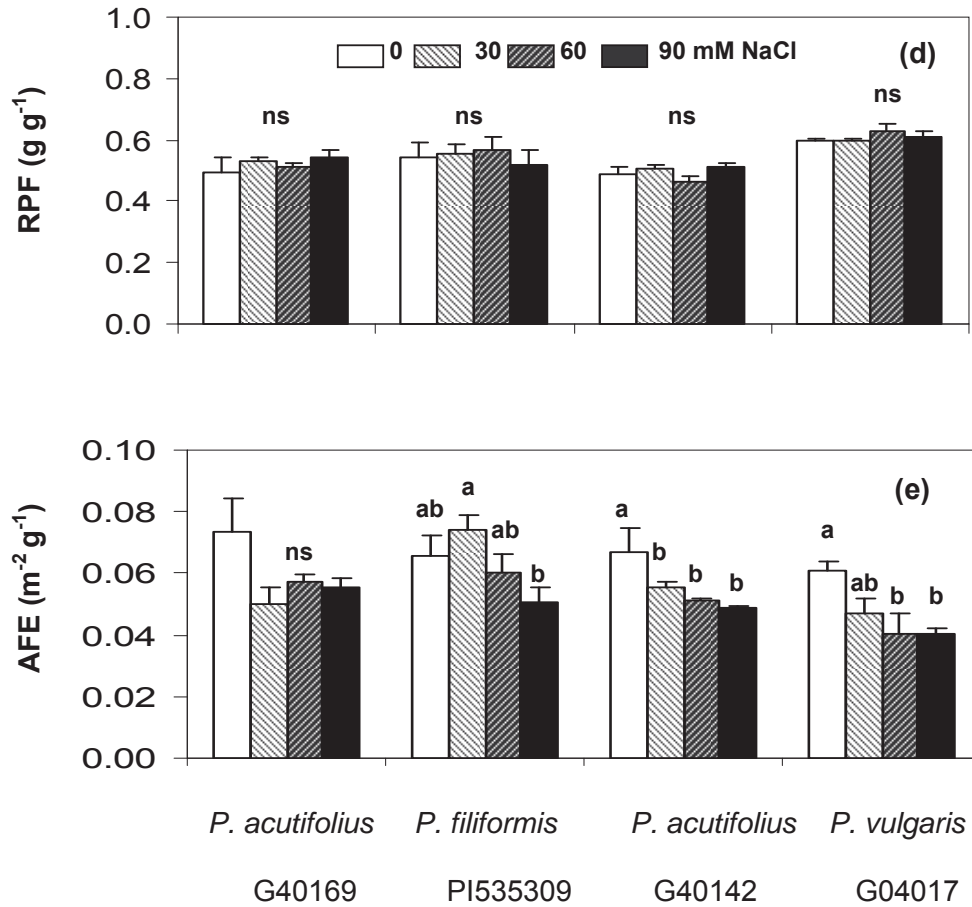 1.0
0.8
0.6
0.4
0.2
0.0
RPF (g g-1)
0 30 60 90 mM NaCl
(d)
ns ns ns ns
0.10
0.08
0.06
0.04
0.02
0.00
AFE (m-2 g-1)
(e)
ns
ab a ab b
a b b b
a ab b b
P. acutifolius P. filiformis P. acutifolius P. vulgaris
G40169 PI535309 G40142 G04017